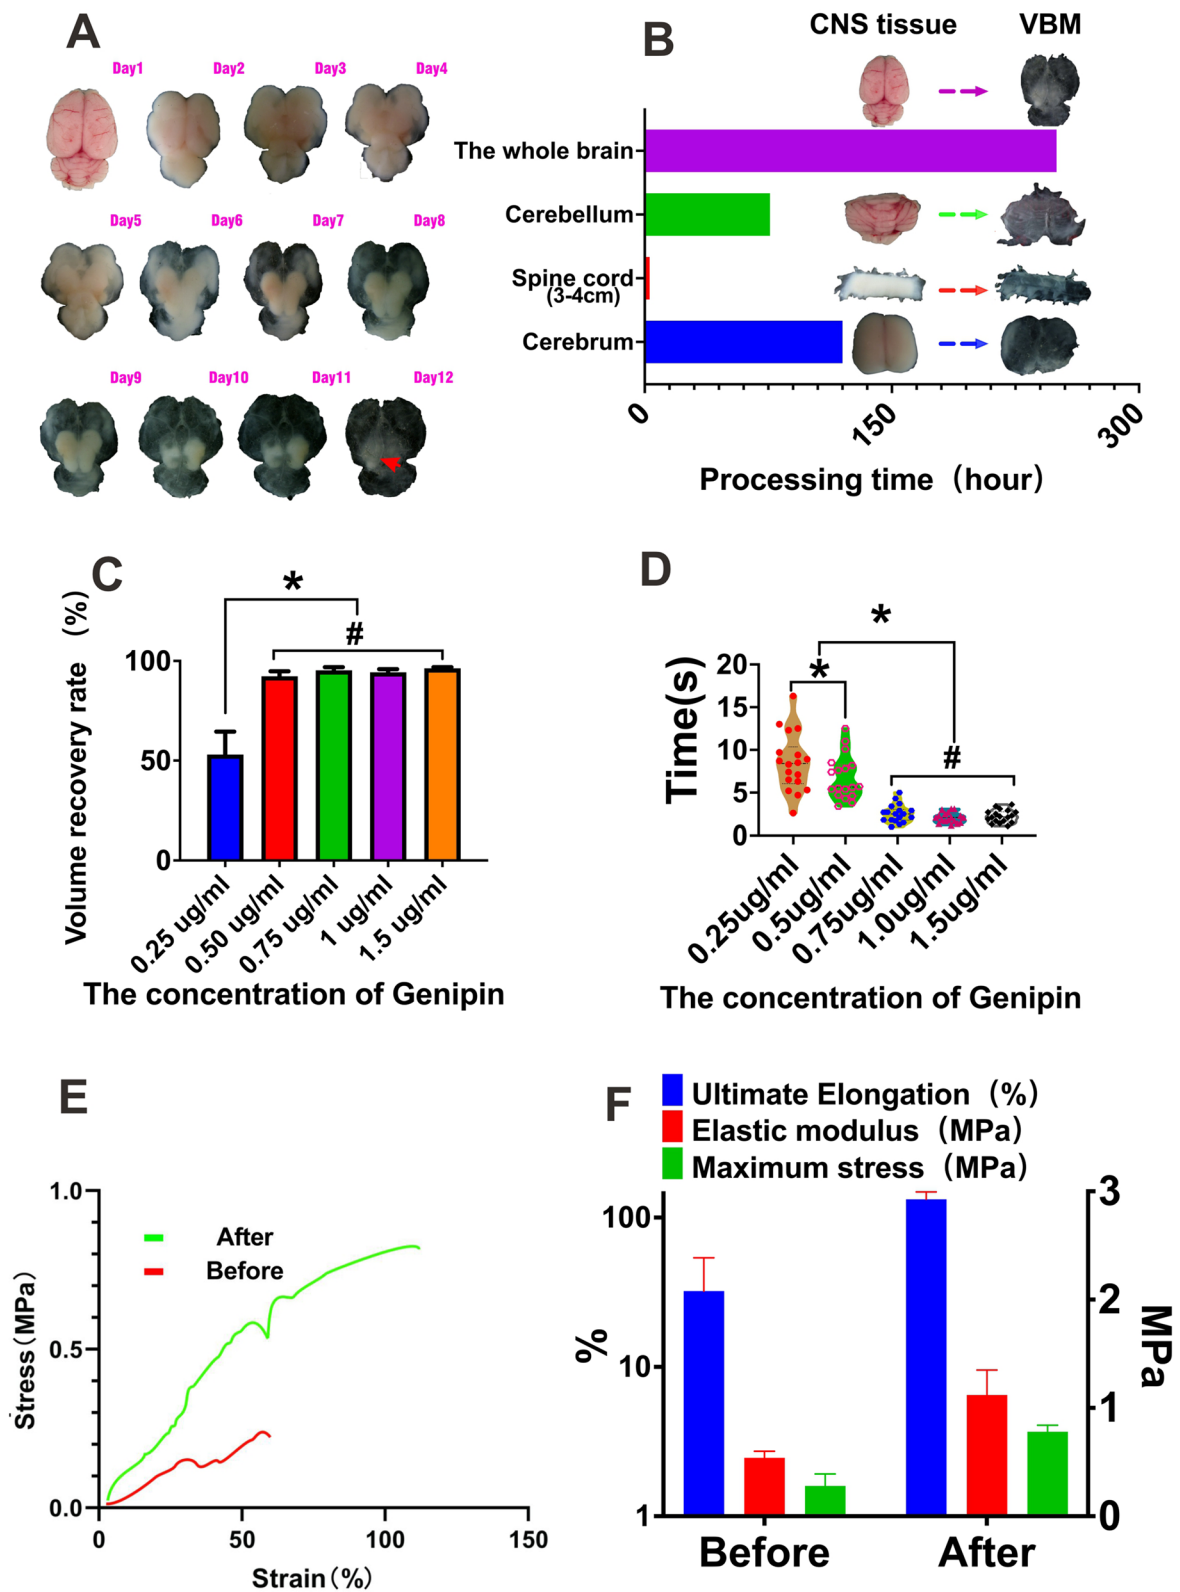 A
Day1 Day2 Day3 Day4
Day5 Day6 Day7 Day8
Day9 Day10 Day11 Day12
B
CNS tissue VBM
The whole brain
Cerebellum
Spine cord
(3-4cm)
Cerebrum
0 150 300
Processing time（hour）
C
Volume recovery rate （%）
*
#
100
50
0
0.25 ug/ml
0.50 ug/ml
0.75 ug/ml
1 ug/ml
1.5 ug/ml
The concentration of Genipin
D
Time(s)
*
*
#
20
15
10
5
0
0.25ug/ml
0.5ug/ml
0.75ug/ml
1.0ug/ml
1.5ug/ml
The concentration of Genipin
E
Stress（MPa）
1.0
0.5
0.0
After
Before
0 50 100 150
Strain（%）
F
Ultimate Elongation（%）
Elastic modulus（MPa）
Maximum stress（MPa）
%
100
10
1
3
2
1
0
MPa
Before After